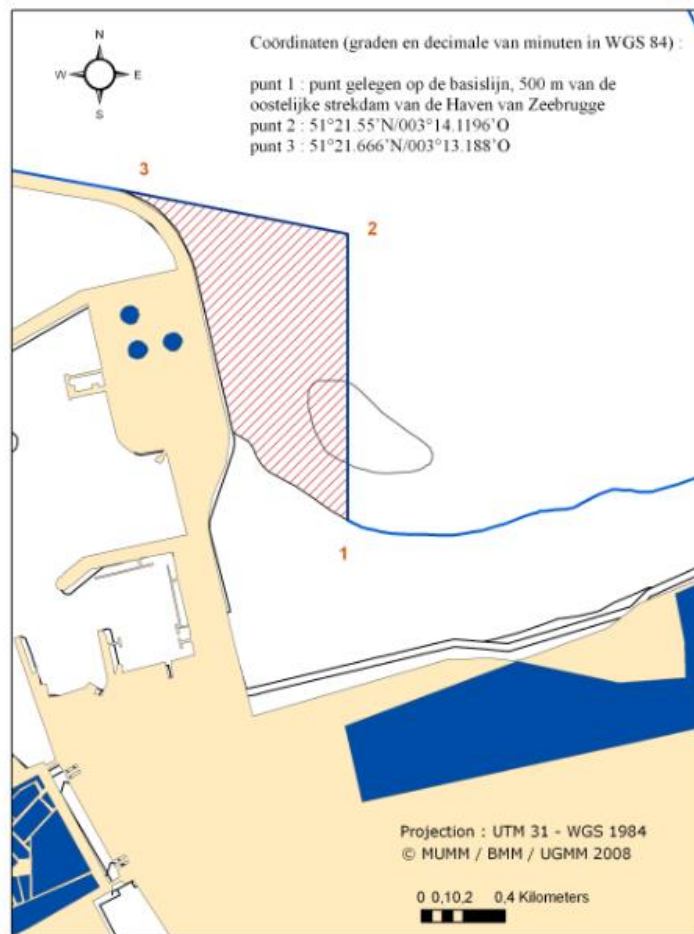 N
W E
S
Coördinaten (graden en decimale van minuten in WGS 84) :
punt 1 : punt gelegen op de basislijn, 500 m van de
oostelijke strekdam van de Haven van Zeebrugge
punt 2 : 51°21.55'N/003°14.1196'O
punt 3 : 51°21.666'N/003°13.188'O
3
2
1
Projection : UTM 31 - WGS 1984
© MUMM / BMM / UGMM 2008
0 0,10,2 0,4 Kilometers